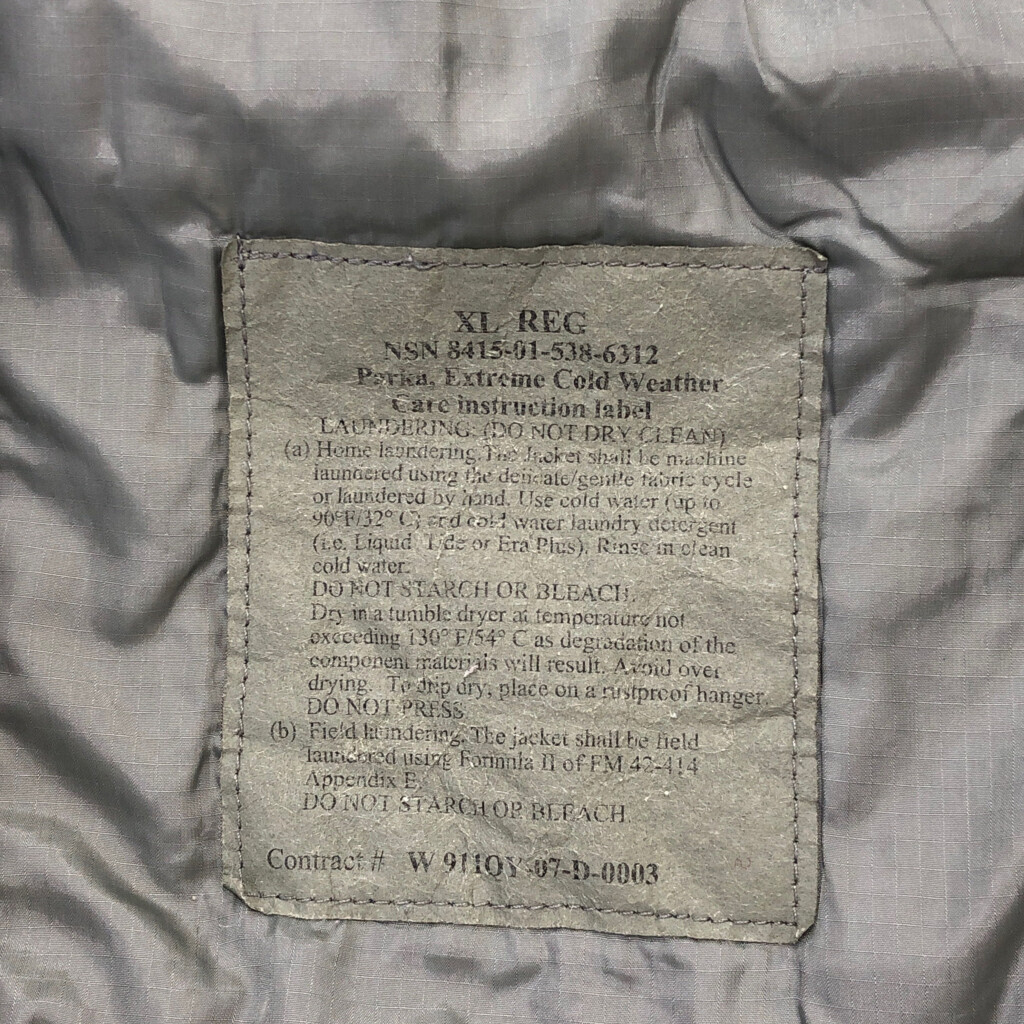 XL REG
NSN 8415-01-538-6312
Parka, Extreme Cold Weather
Care instruction label
LAUNDERING: (DO NOT DRY CLEAN)
(a) Home laundering. The Jacket shall be machine
laundered using the delicate/gentle fabric cycle
or laundered by hand. Use cold water (up to
90°F/32° C) and cold water laundry detergent
(i.e. Liquid Tide or Era Plus). Rinse in clean
cold water.
DO NOT STARCH OR BLEACH.
Dry in a tumble dryer at temperature not
exceeding 130° F/54° C as degradation of the
component materials will result. Avoid over
drying. To drip dry, place on a rustproof hanger.
DO NOT PRESS
(b) Field laundering. The jacket shall be field
laundered using Formula II of FM 42-414
Appendix E.
DO NOT STARCH OR BLEACH.
Contract # W 911QY-07-D-0003